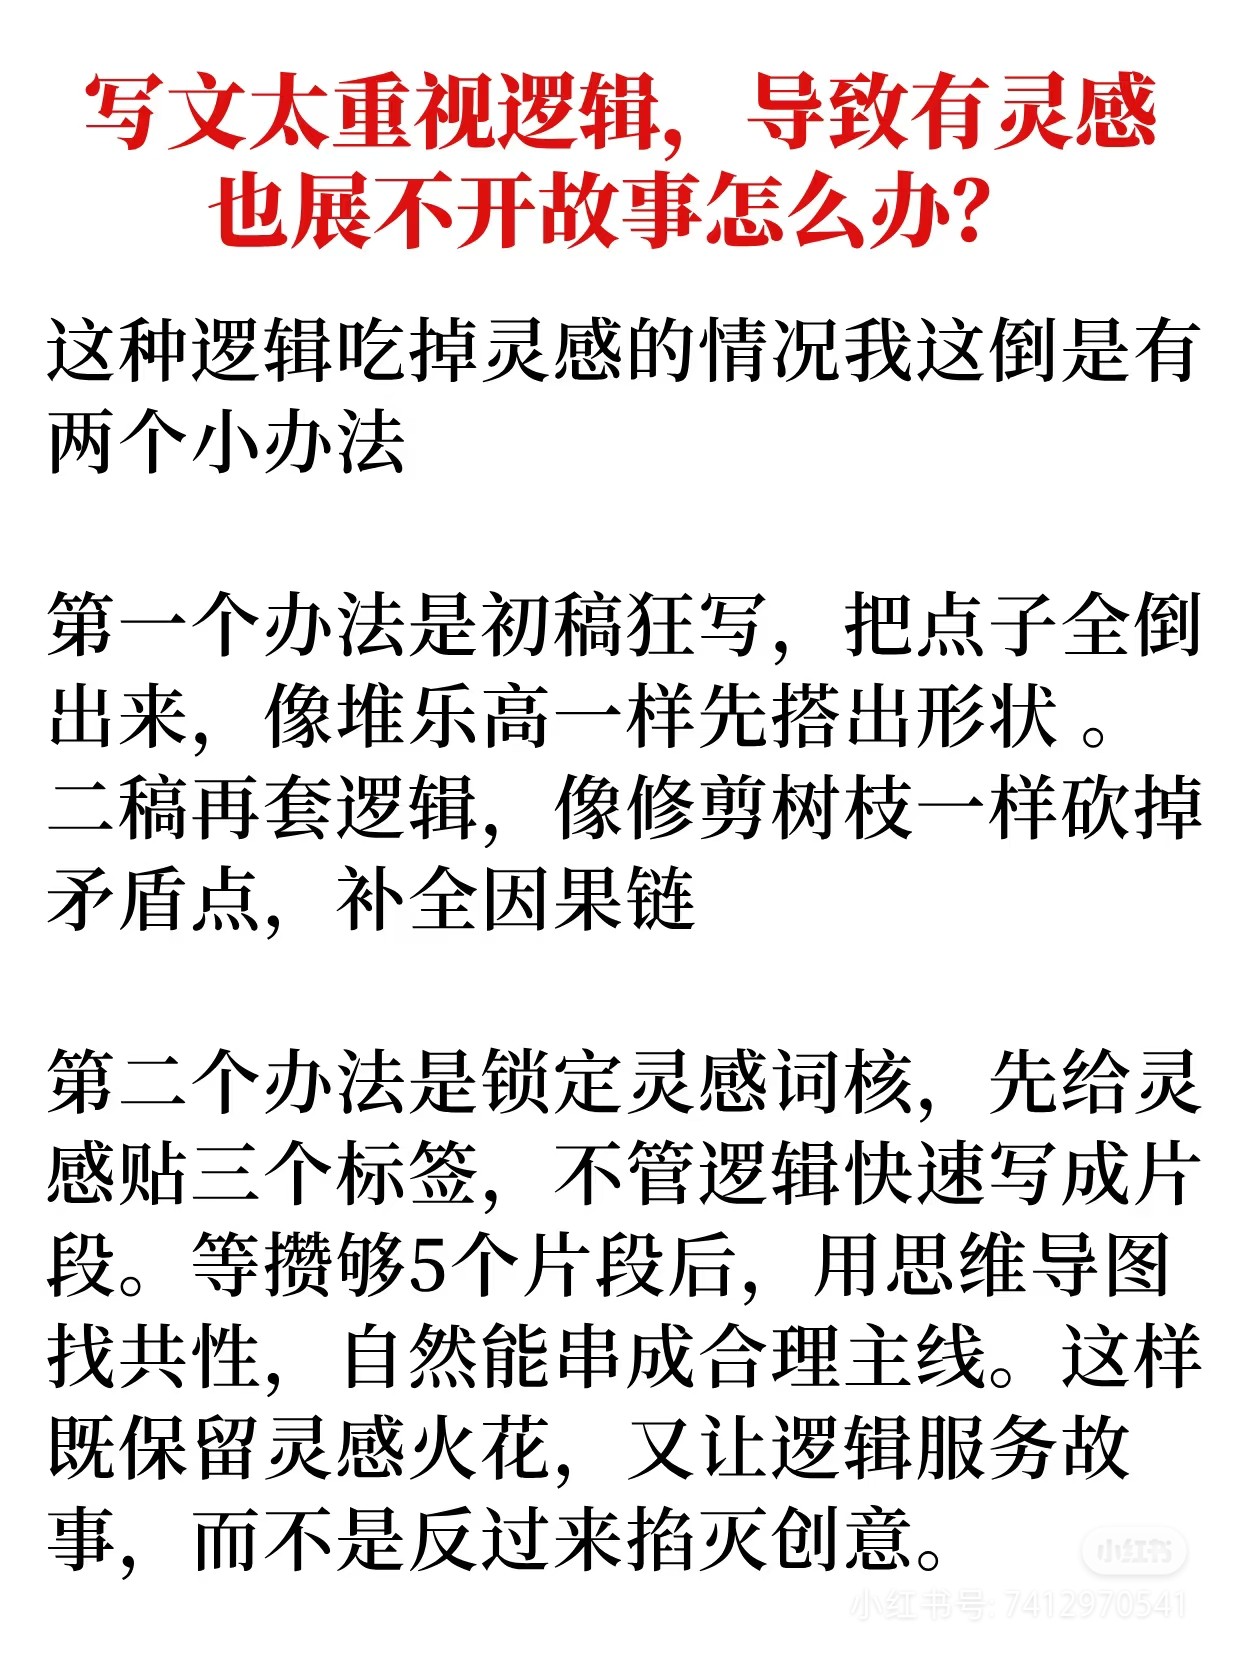 写文太重视逻辑，导致有灵感
也展不开故事怎么办？
这种逻辑吃掉灵感的情况我这倒是有
两个小办法
第一个办法是初稿狂写，把点子全倒
出来，像堆乐高一样先搭出形状 。
二稿再套逻辑，像修剪树枝一样砍掉
矛盾点，补全因果链
第二个办法是锁定灵感词核，先给灵
感贴三个标签，不管逻辑快速写成片
段。等攒够5个片段后，用思维导图
找共性，自然能串成合理主线。这样
既保留灵感火花，又让逻辑服务故
事，而不是反过来掐灭创意。
小红书
小红书号: 7412970541